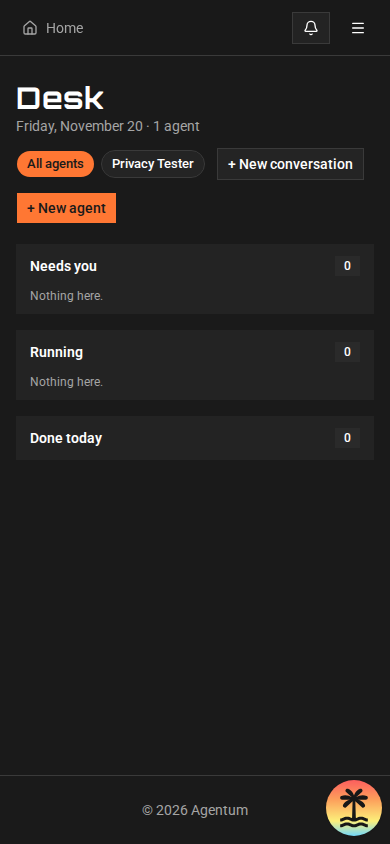 Home
Desk
Friday, November 20 · 1 agent
All agents
Privacy Tester
+ New conversation
+ New agent
Needs you
0
Nothing here.
Running
0
Nothing here.
Done today
0
© 2026 Agentum